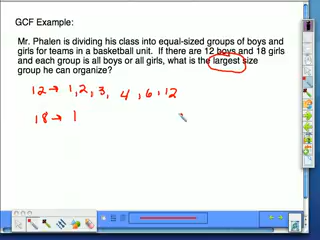 GCF Example:
Mr. Phalen is dividing his class into equal-sized groups of boys and
girls for teams in a basketball unit.  If there are 12 boys and 18 girls
and each group is all boys or all girls, what is the largest size
group he can organize?
12 → 1, 2, 3, 4, 6, 12
18 → 1